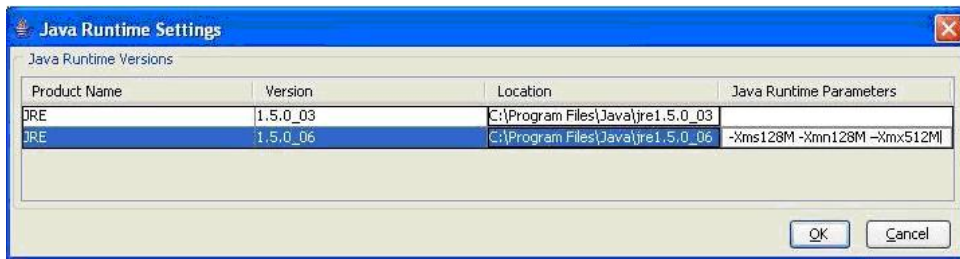 Java Runtime Settings
Java Runtime Versions
Product Name Version Location Java Runtime Parameters
JRE 1.5.0_03 C:\Program Files\Java\jre1.5.0_03
JRE 1.5.0_06 C:\Program Files\Java\jre1.5.0_06 -Xms128M -Xmn128M –Xmx512M
OK Cancel